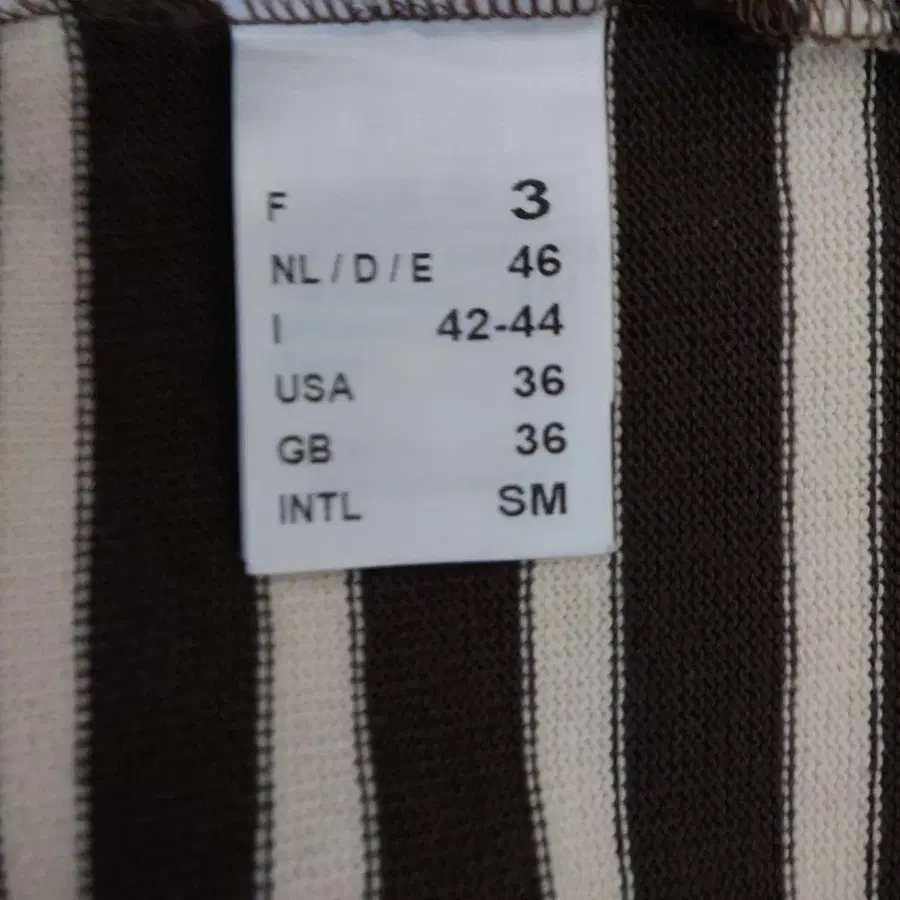 F 3
NL / D / E 46
I 42-44
USA 36
GB 36
INTL SM